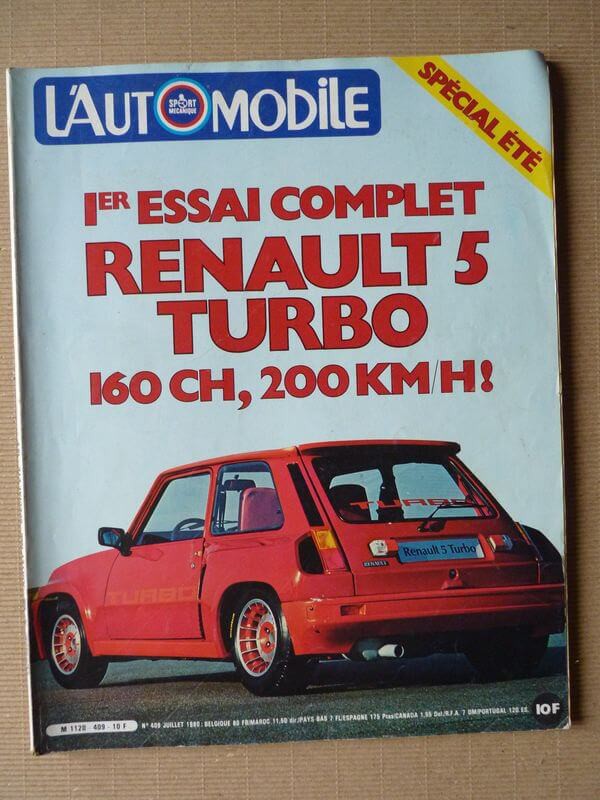 L'AUTOMOBILE
SPORT
MECANIQUE
SPÉCIAL ÉTÉ
1ER ESSAI COMPLET
RENAULT 5
TURBO
160 CH, 200 KM/H!
TURBO
TURBO
Renault 5 Turbo
RENAULT
M 1128 - 409 - 10 F
N° 409 JUILLET 1980: BELGIQUE 80 FB/MAROC 11,50 dir./PAYS-BAS 7 FL/ESPAGNE 175 Ptas/CANADA 1,95 Dol./R.F.A. 7 DM/PORTUGAL 120 ES.
10F